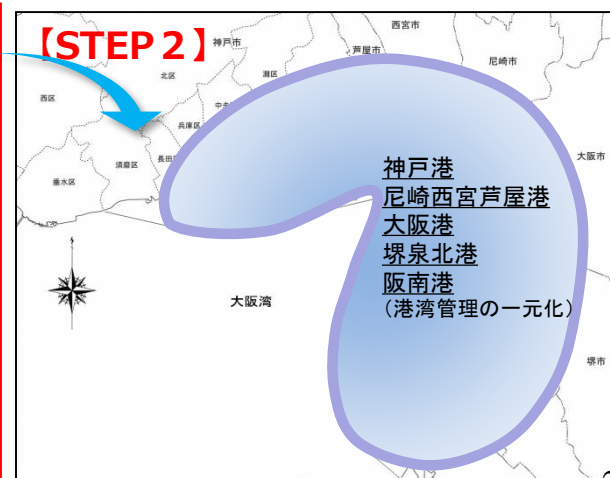 【STEP 2】
西宮市
神戸市
芦屋市
尼崎市
北区
灘区
西区
中央
兵庫区
長田
須磨区
垂水区
大阪市
神戸港
尼崎西宮芦屋港
大阪港
堺泉北港
阪南港
（港湾管理の一元化）
大阪湾
堺市